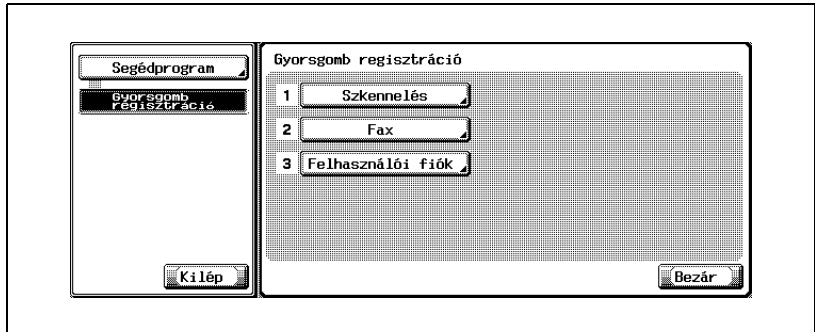 Segédprogram
Gyorsgomb
regisztráció
Kilép
Gyorsgomb regisztráció
1 Szkennelés
2 Fax
3 Felhasználói fiók
Bezár